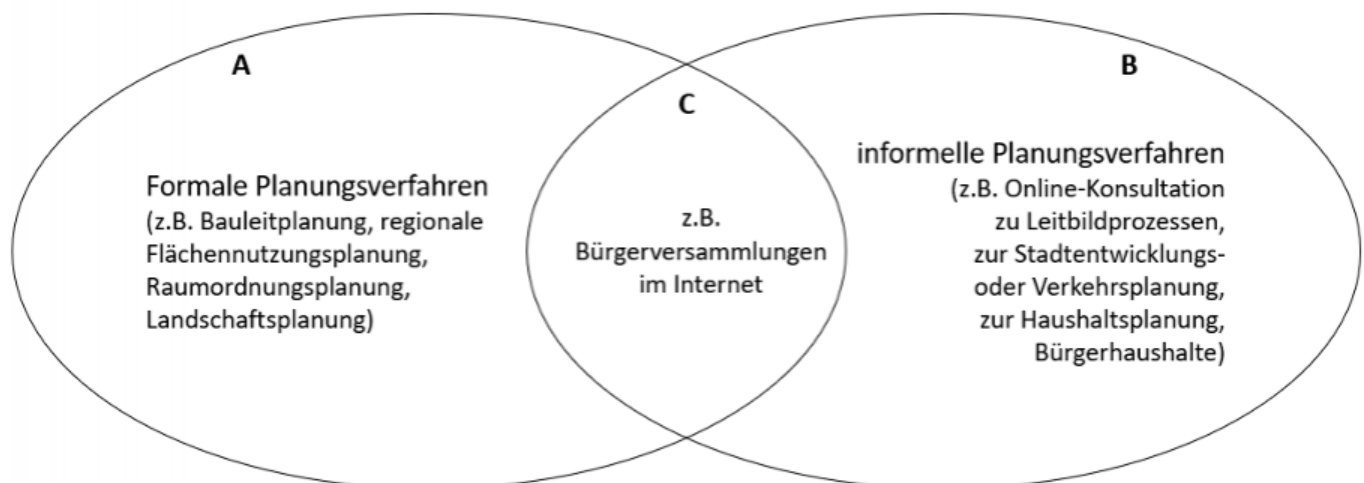 A
Formale Planungsverfahren
(z.B. Bauleitplanung, regionale
Flächennutzungsplanung,
Raumordnungsplanung,
Landschaftsplanung)
C
z.B.
Bürgerversammlungen
im Internet
B
informelle Planungsverfahren
(z.B. Online-Konsultation
zu Leitbildprozessen,
zur Stadtentwicklungs-
oder Verkehrsplanung,
zur Haushaltsplanung,
Bürgerhaushalte)